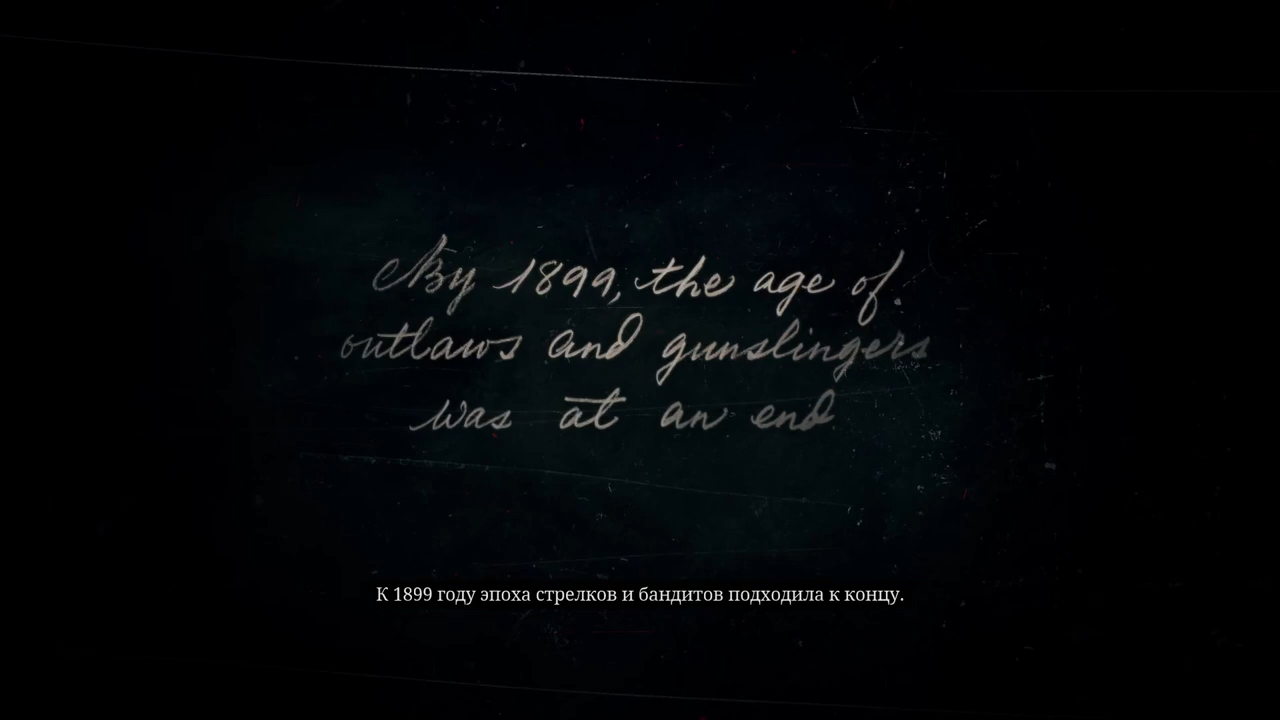 By 1899, the age of
outlaws and gunslingers
was at an end
К 1899 году эпоха стрелков и бандитов подходила к концу.